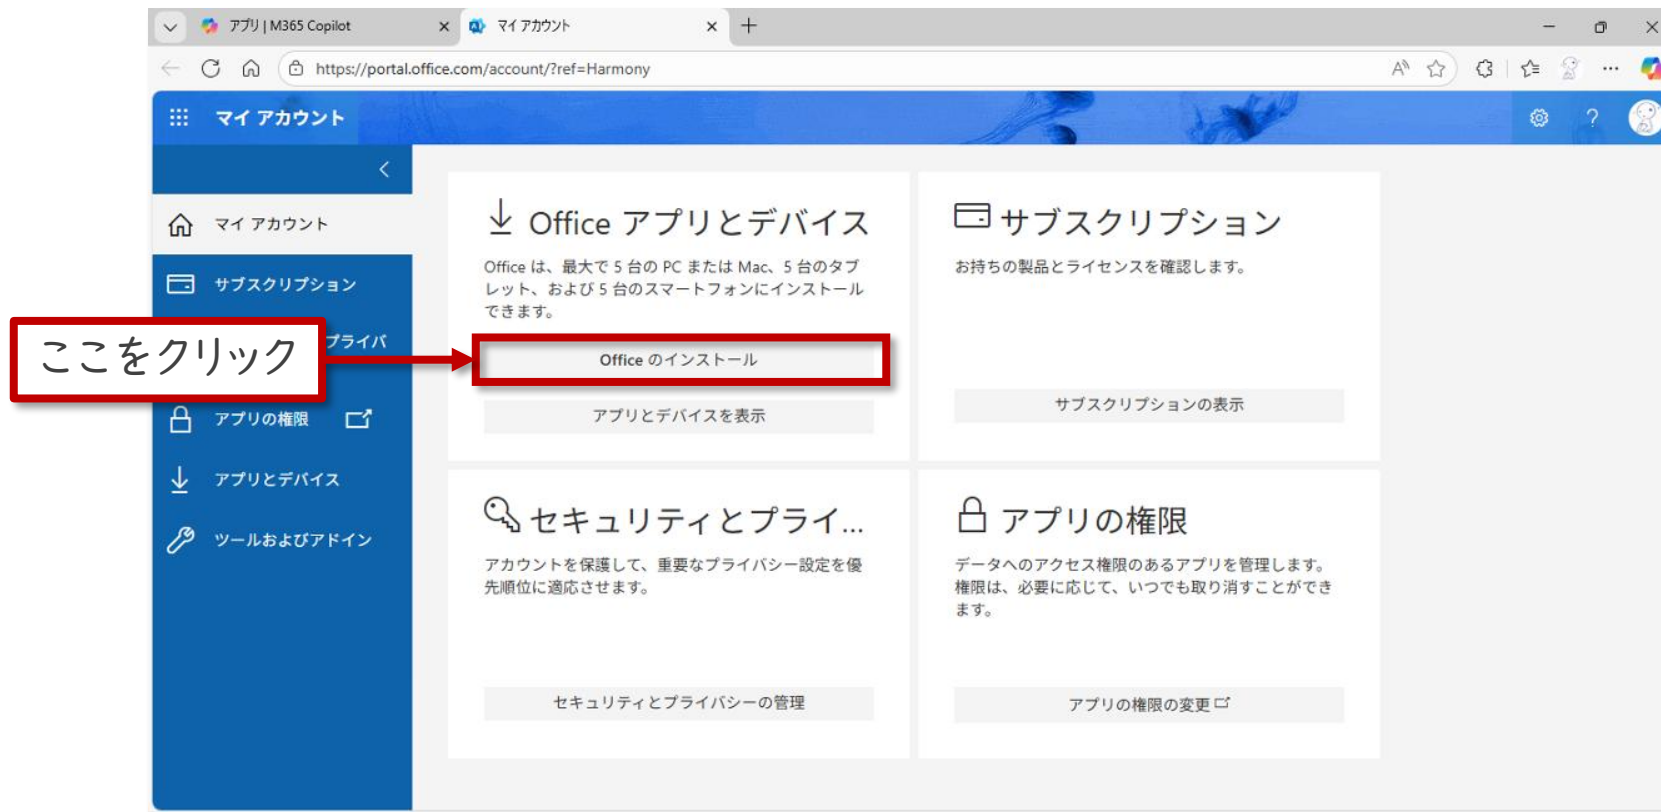 アプリ | M365 Copilot
マイ アカウント
https://portal.office.com/account/?ref=Harmony
マイ アカウント
マイ アカウント
サブスクリプション
プライバ
アプリの権限
アプリとデバイス
ツールおよびアドイン
ここをクリック
Office アプリとデバイス
Office は、最大で 5 台の PC または Mac、5 台のタブ
レット、および 5 台のスマートフォンにインストール
できます。
Office のインストール
アプリとデバイスを表示
サブスクリプション
お持ちの製品とライセンスを確認します。
サブスクリプションの表示
セキュリティとプライ...
アカウントを保護して、重要なプライバシー設定を優
先順位に適応させます。
セキュリティとプライバシーの管理
アプリの権限
データへのアクセス権限のあるアプリを管理します。
権限は、必要に応じて、いつでも取り消すことができ
ます。
アプリの権限の変更